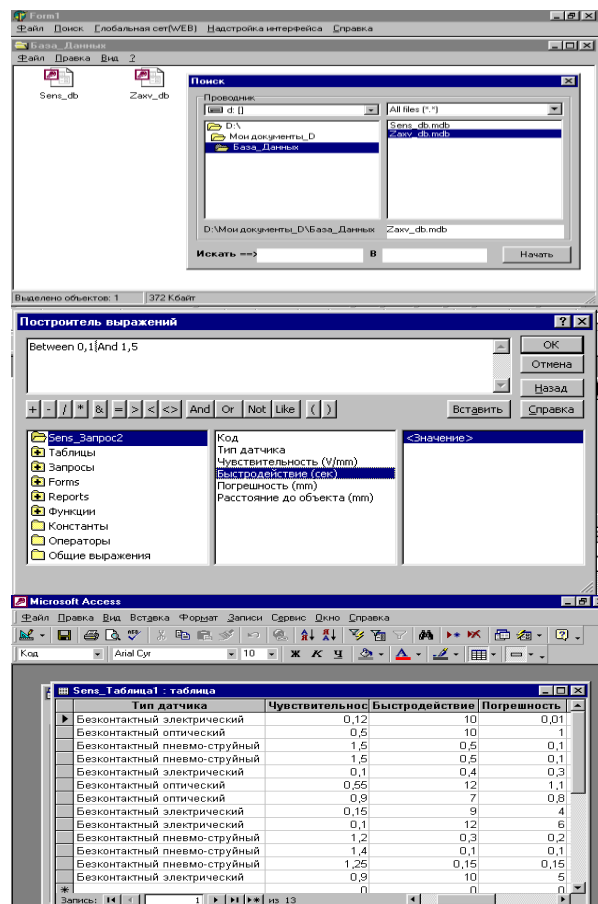 Form1
Файл Поиск Глобальная сет(WEB) Надстройка интерфейса Справка
База_Данных
Файл Правка Вид ?
Sens_db Zaxv_db
Поиск
Проводник
d: [] All files (*.*)
D:\ Sens_db.mdb
Мои документы_D Zaxv_db.mdb
База_Данных
D:\Мои документы_D\База_Данных Zaxv_db.mdb
Искать ==> В Начать
Выделено объектов: 1 372 Кбайт
Построитель выражений
Between 0,1 And 1,5
ОК
Отмена
Назад
+ - / * & = > < <> And Or Not Like ( ) Вставить Справка
Sens_Запрос2 Код <Значение>
Таблицы Тип датчика
Запросы Чувствительность (V/mm)
Forms Быстродействие (сек)
Reports Погрешность (mm)
Функции Расстояние до объекта (mm)
Константы
Операторы
Общие выражения
Microsoft Access
Файл Правка Вид Вставка Формат Записи Сервис Окно Справка
Код Arial Cyr 10 Ж К Ч
Sens_Таблица1 : таблица
Тип датчика Чувствительнос Быстродействие Погрешность
Безконтактный электрический 0,12 10 0,01
Безконтактный оптический 0,5 10 1
Безконтактный пневмо-струйный 1,5 0,5 0,1
Безконтактный пневмо-струйный 1,5 0,5 0,1
Безконтактный электрический 0,1 0,4 0,3
Безконтактный оптический 0,55 12 1,1
Безконтактный оптический 0,9 7 0,8
Безконтактный электрический 0,15 9 4
Безконтактный электрический 0,1 12 6
Безконтактный пневмо-струйный 1,2 0,3 0,2
Безконтактный пневмо-струйный 1,4 0,1 0,1
Безконтактный пневмо-струйный 1,25 0,15 0,15
Безконтактный электрический 0,9 10 5
* 0 0 0
Запись: 1 из 13